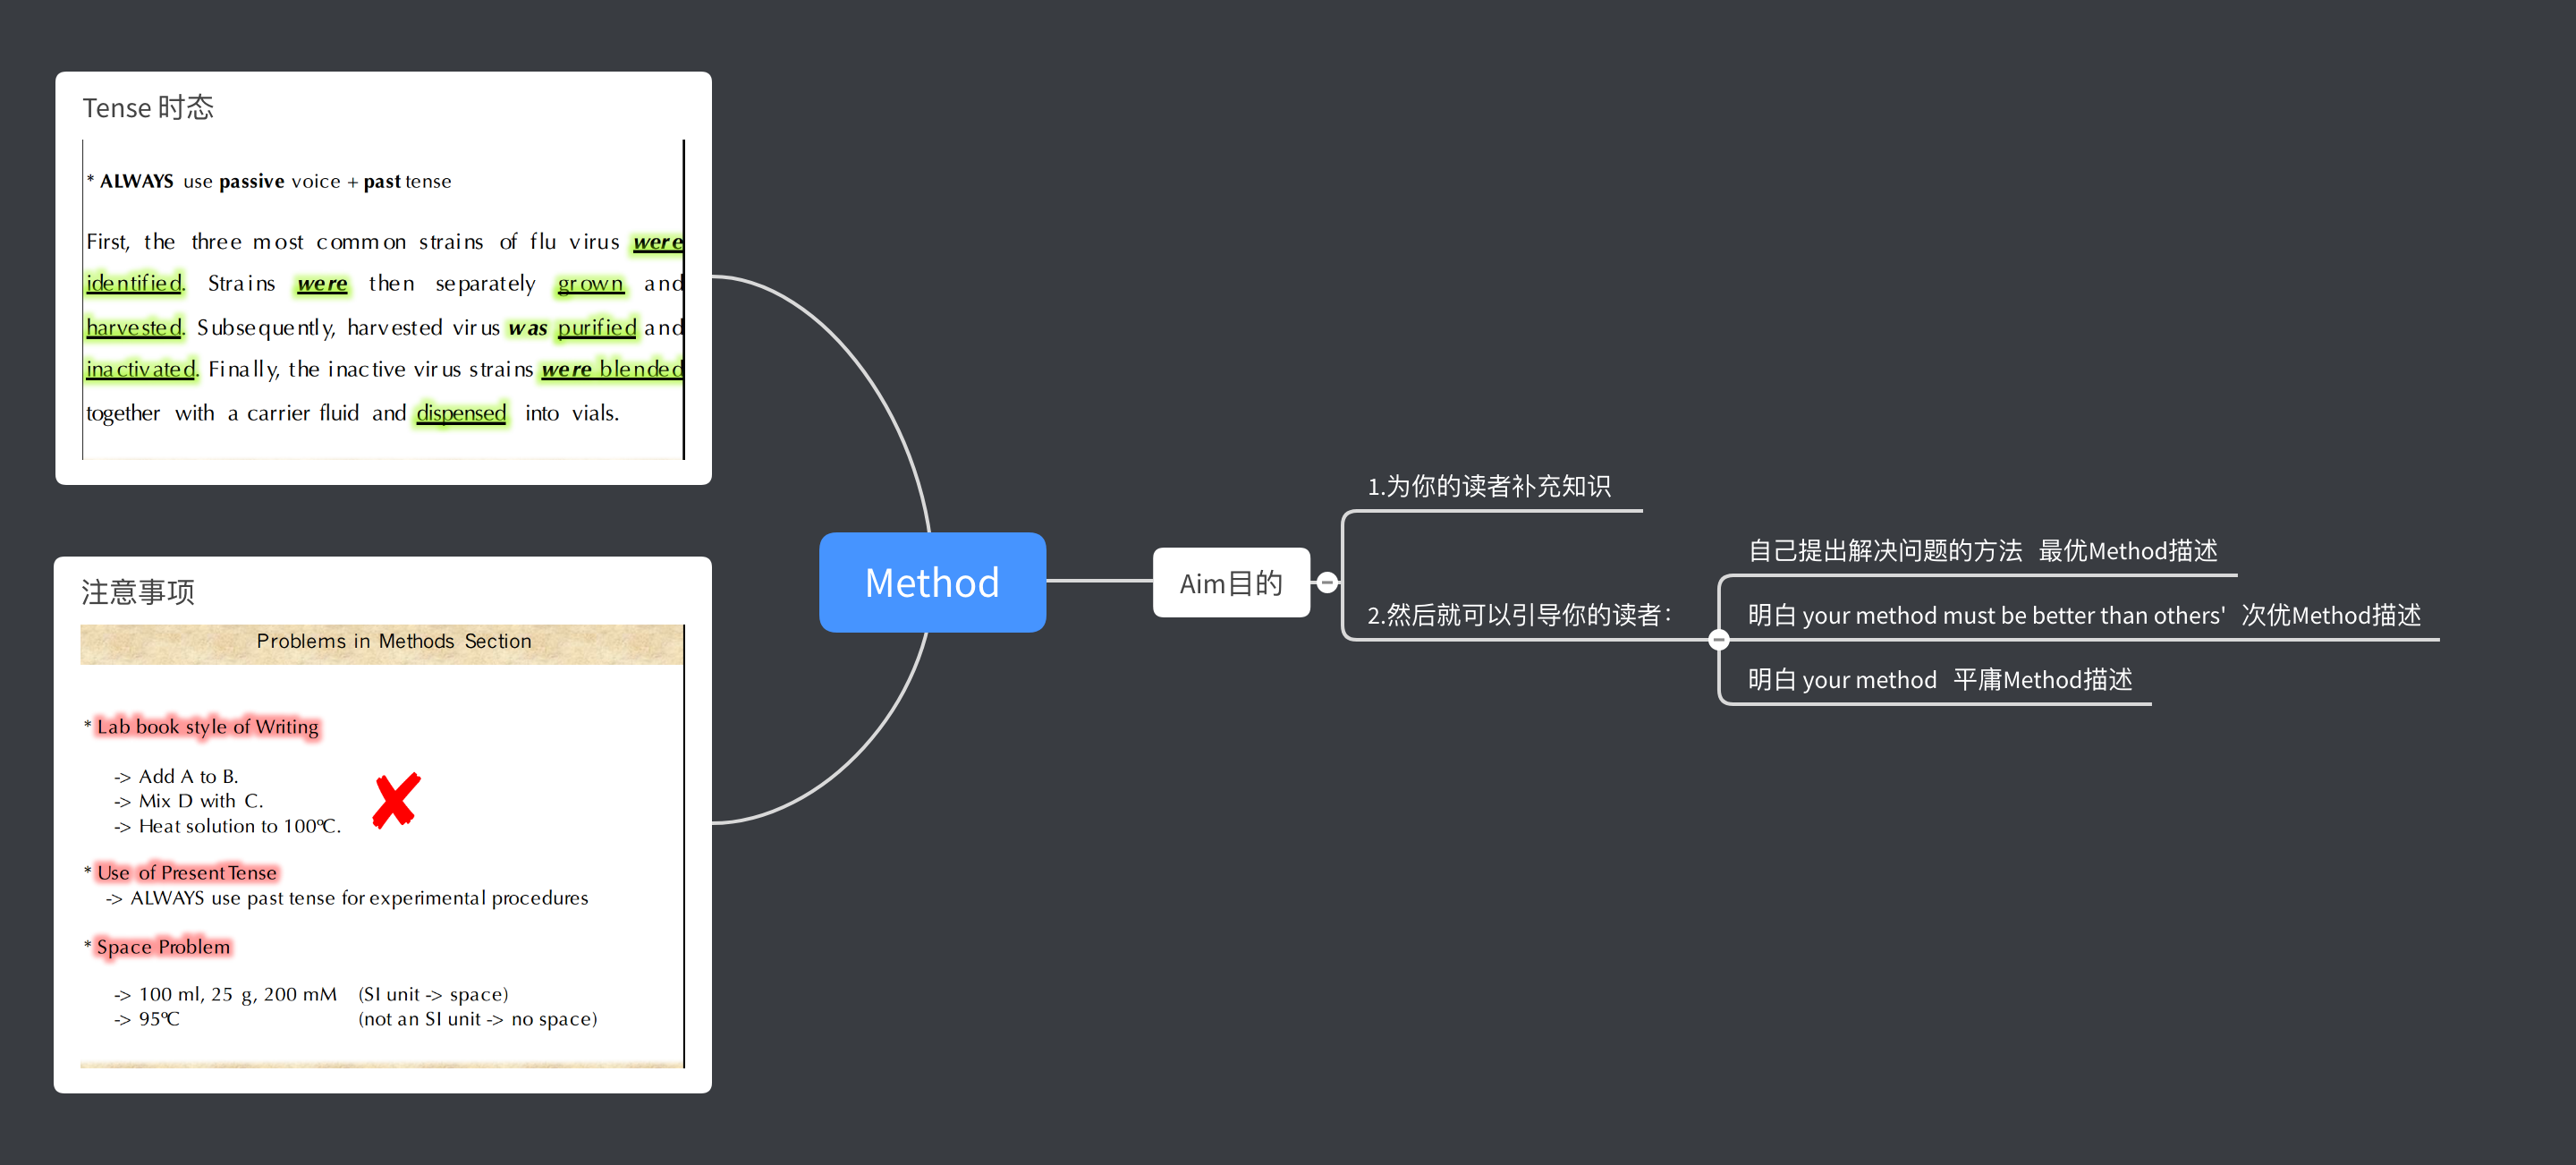 Tense 时态
* ALWAYS use passive voice + past tense
First, the three most common strains of flu virus were
identified. Strains were then separately grown and
harvested. Subsequently, harvested virus was purified and
inactivated. Finally, the inactive virus strains were blended
together with a carrier fluid and dispensed into vials.
注意事项
Problems in Methods Section
* Lab book style of Writing
-> Add A to B.
-> Mix D with C.
-> Heat solution to 100ºC.
* Use of Present Tense
-> ALWAYS use past tense for experimental procedures
* Space Problem
-> 100 ml, 25 g, 200 mM (SI unit -> space)
-> 95ºC (not an SI unit -> no space)
Method
Aim目的
1.为你的读者补充知识
2.然后就可以引导你的读者：
自己提出解决问题的方法 最优Method描述
明白 your method must be better than others' 次优Method描述
明白 your method 平庸Method描述